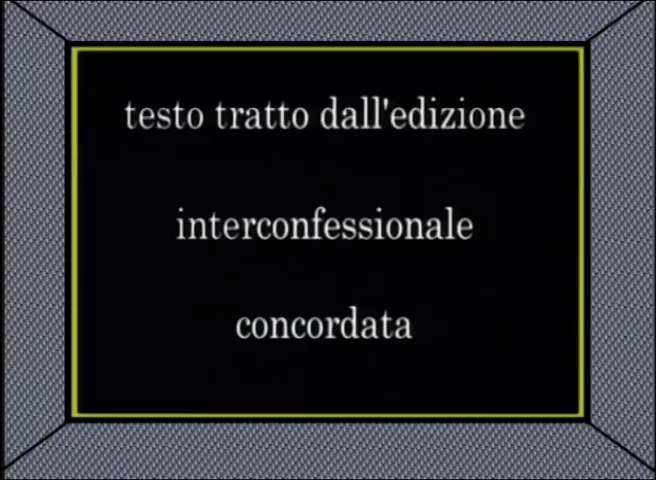 testo tratto dall'edizione
interconfessionale
concordata